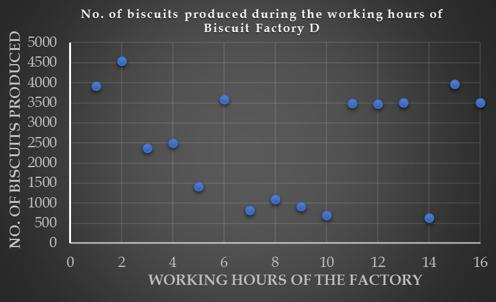 No. of biscuits produced during the working hours of
Biscuit Factory D
NO. OF BISCUITS PRODUCED
5000
4500
4000
3500
3000
2500
2000
1500
1000
500
0
0 2 4 6 8 10 12 14 16
WORKING HOURS OF THE FACTORY